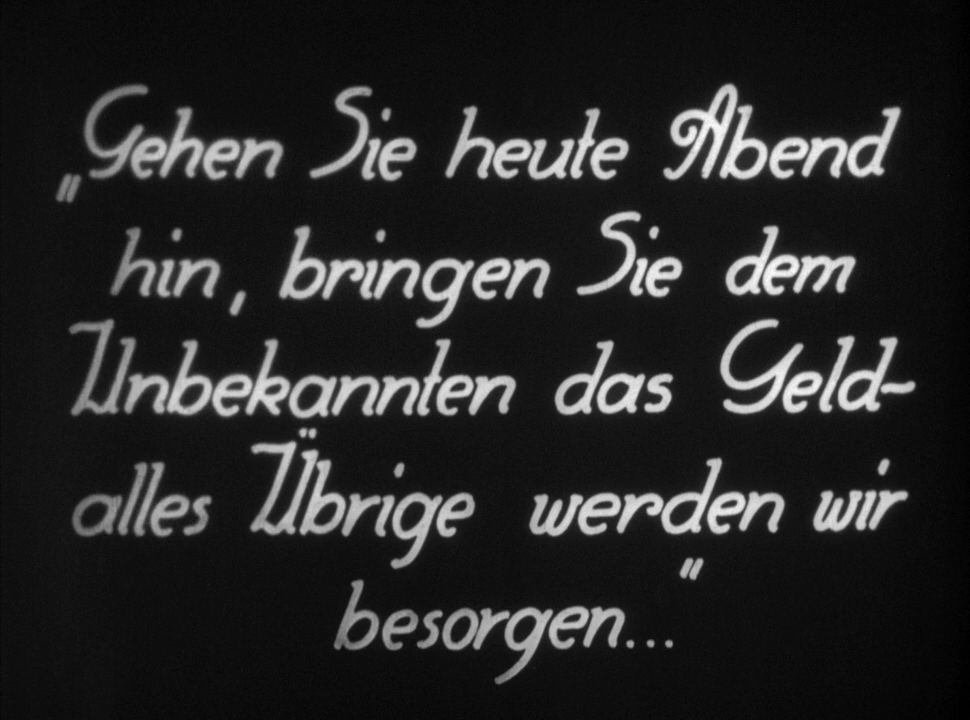 „Gehen Sie heute Abend
hin, bringen Sie dem
Unbekannten das Geld-
alles Übrige werden wir
besorgen..."